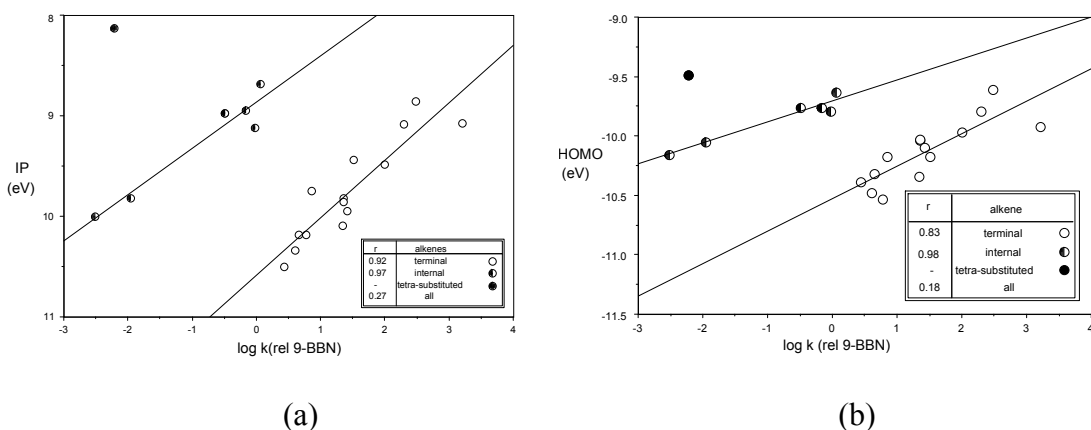 8
9
IP
(eV)
10
11
-3 -2 -1 0 1 2 3 4
log k (rel 9-BBN)
r alkenes
0.92 terminal
0.97 internal
- tetra-substituted
0.27 all
(a)
-9.0
-9.5
-10.0
HOMO
(eV)
-10.5
-11.0
-11.5
-3 -2 -1 0 1 2 3 4
log k (rel 9-BBN)
r alkene
0.83 terminal
0.98 internal
- tetra-substituted
0.18 all
(b)